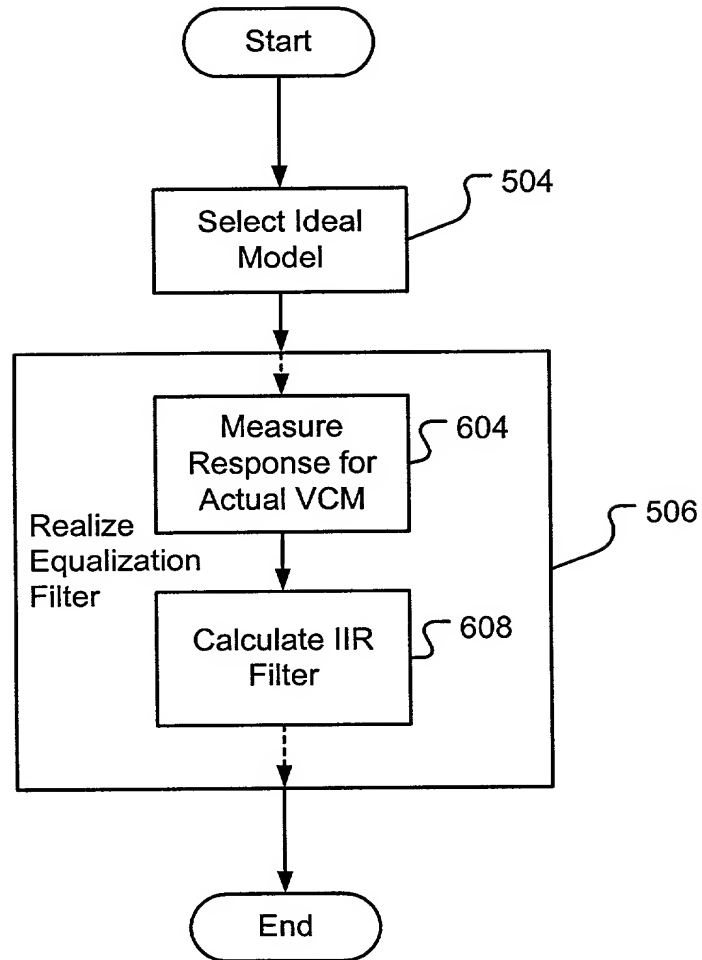 Start
504
Select Ideal
Model
Measure
Response for
Actual VCM
604
Realize
Equalization
Filter
506
Calculate IIR
Filter
608
End